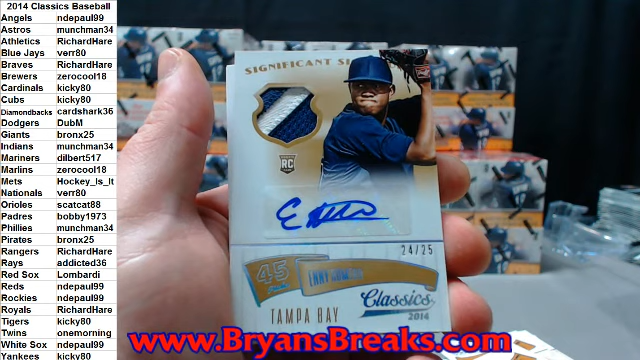 2014 Classics Baseball
Angels ndepaul99
Astros munchman34
Athletics RichardHare
Blue Jays verr80
Braves RichardHare
Brewers zerocool18
Cardinals kicky80
Cubs kicky80
Diamondbacks cardshark36
Dodgers DubM
Giants bronx25
Indians munchman34
Mariners dilbert517
Marlins zerocool18
Mets Hockey_Is_It
Nationals verr80
Orioles scatcat88
Padres bobby1973
Phillies munchman34
Pirates bronx25
Rangers RichardHare
Rays addicted36
Red Sox Lombardi
Reds ndepaul99
Rockies ndepaul99
Royals RichardHare
Tigers kicky80
Twins onemorning
White Sox ndepaul99
Yankees kicky80
SIGNIFICANT
RC
24/25
45
ENNY
TAMPA BAY
Classics
2014
www.BryansBreaks.com